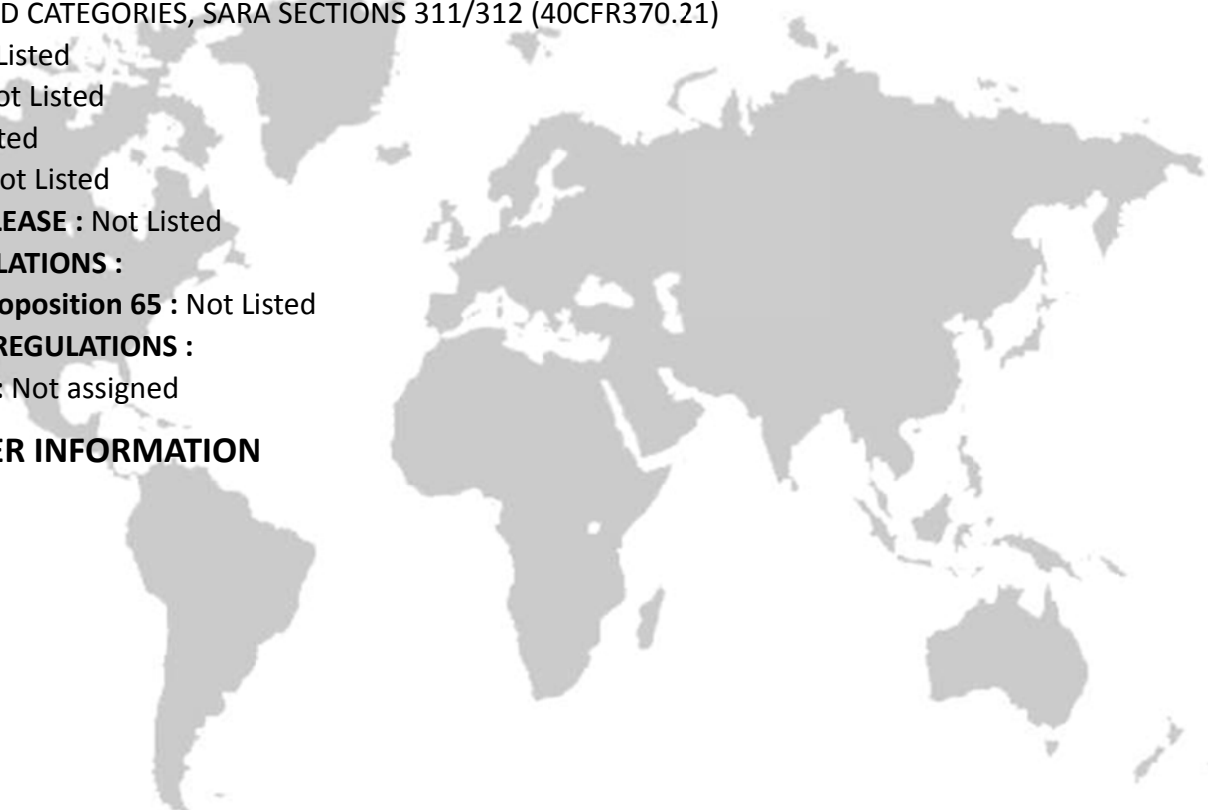 D CATEGORIES, SARA SECTIONS 311/312 (40CFR370.21)
Listed
ot Listed
ted
ot Listed
LEASE : Not Listed
LATIONS :
oposition 65 : Not Listed
REGULATIONS :
: Not assigned
ER INFORMATION